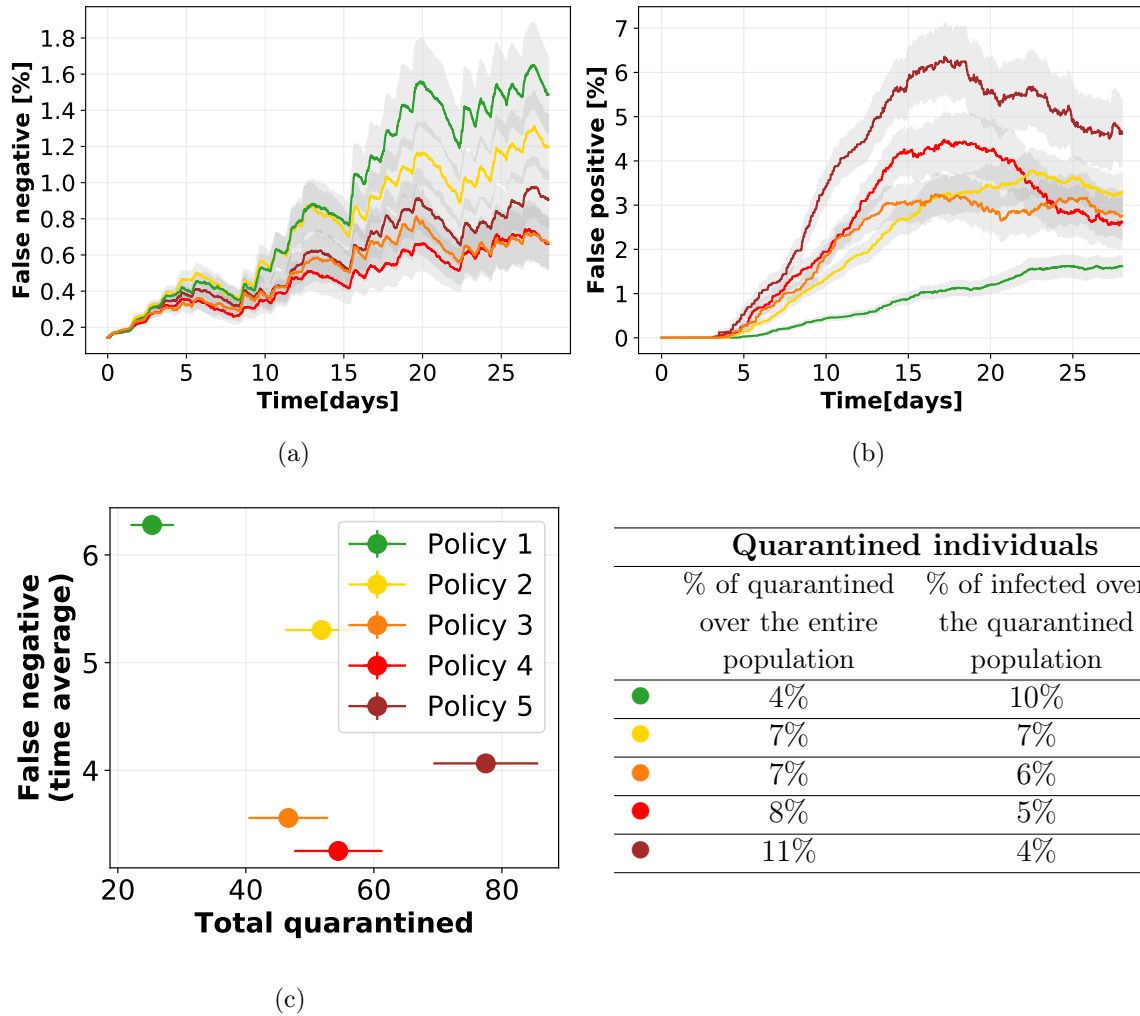 1.8
1.6
1.4
1.2
1.0
0.8
0.6
0.4
0.2
False negative [%]
0 5 10 15 20 25
Time[days]
(a)
7
6
5
4
3
2
1
0
False positive [%]
0 5 10 15 20 25
Time[days]
(b)
6
5
4
False negative
(time average)
Policy 1
Policy 2
Policy 3
Policy 4
Policy 5
20 40 60 80
Total quarantined
(c)
Quarantined individuals
% of quarantined % of infected over
over the entire the quarantined
population population
4% 10%
7% 7%
7% 6%
8% 5%
11% 4%